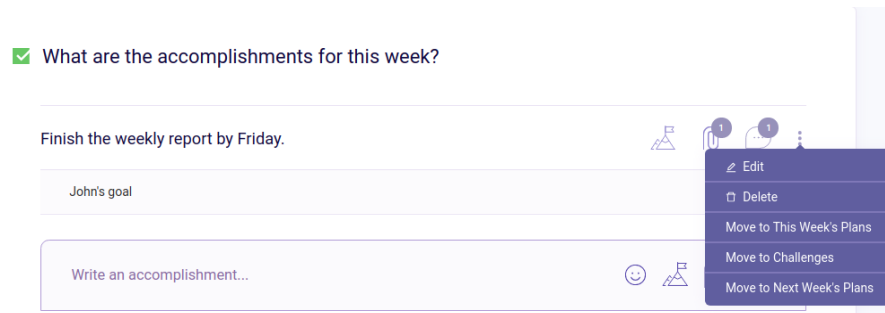 What are the accomplishments for this week?
Finish the weekly report by Friday.
1
1
John's goal
Write an accomplishment...
Edit
Delete
Move to This Week's Plans
Move to Challenges
Move to Next Week's Plans